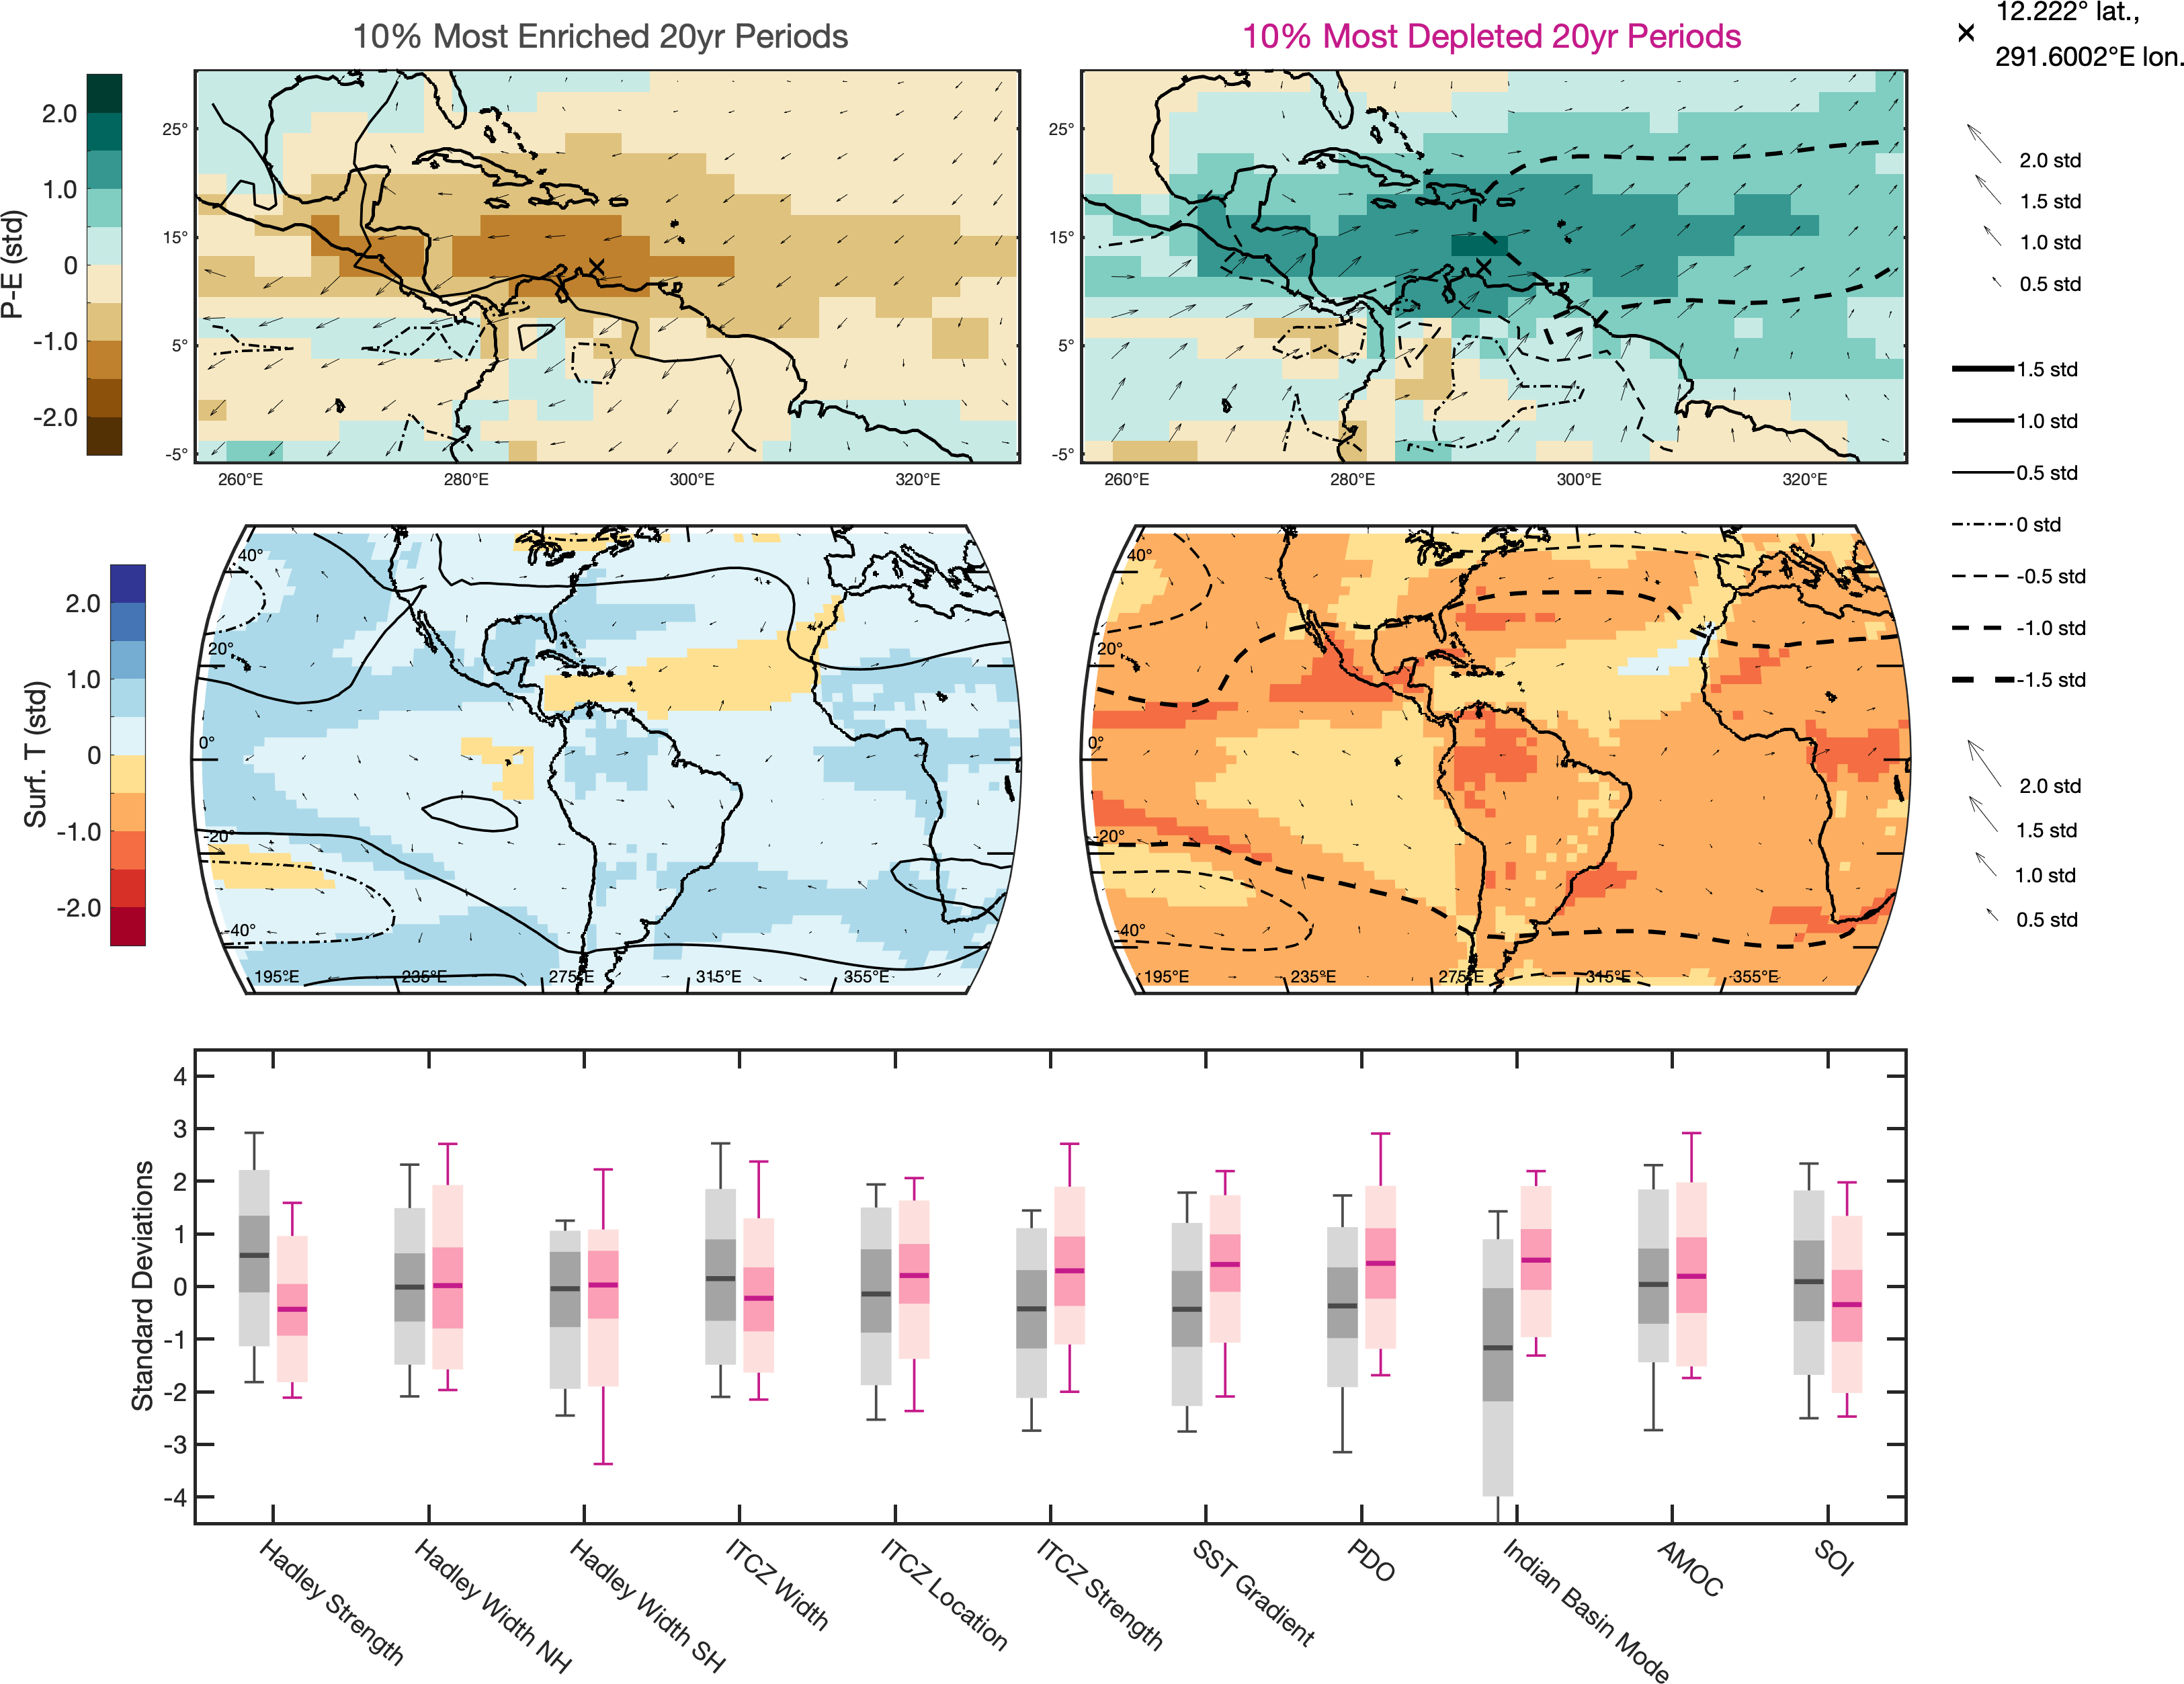 10% Most Enriched 20yr Periods
10% Most Depleted 20yr Periods
12.222° lat.,
291.6002°E lon.
P-E (std)
2.0
1.0
0
-1.0
-2.0
25°
15°
5°
-5°
260°E
280°E
300°E
320°E
25°
15°
5°
-5°
260°E
280°E
300°E
320°E
2.0 std
1.5 std
1.0 std
0.5 std
1.5 std
1.0 std
0.5 std
0 std
-0.5 std
-1.0 std
-1.5 std
2.0 std
1.5 std
1.0 std
0.5 std
Surf. T (std)
2.0
1.0
0
-1.0
-2.0
40°
20°
0°
-20°
-40°
195°E
235°E
275°E
315°E
355°E
40°
20°
0°
-20°
-40°
195°E
235°E
275°E
315°E
355°E
Standard Deviations
4
3
2
1
0
-1
-2
-3
-4
Hadley Strength
Hadley Width NH
Hadley Width SH
ITCZ Width
ITCZ Location
ITCZ Strength
SST Gradient
PDO
Indian Basin Mode
AMOC
SOI